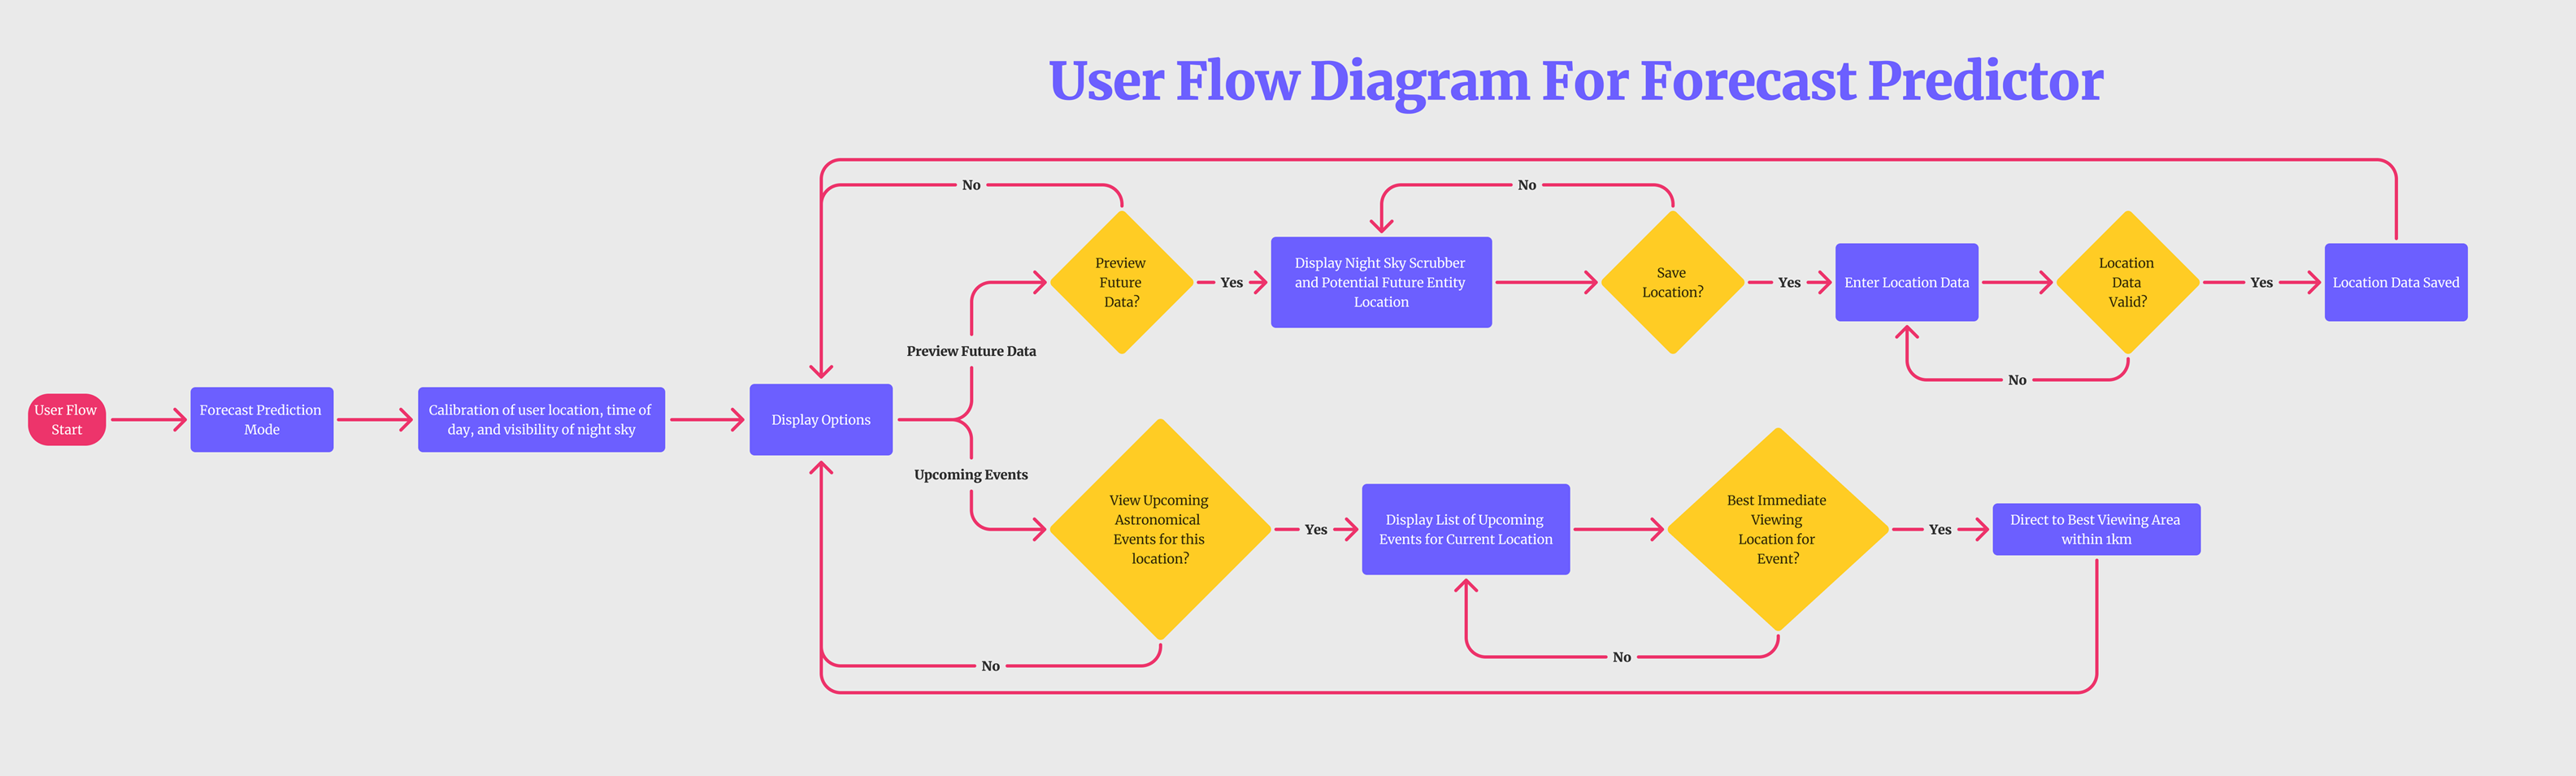 User Flow Diagram For Forecast Predictor
No
No
Preview
Future
Data?
Yes
Display Night Sky Scrubber
and Potential Future Entity
Location
Save
Location?
Yes
Enter Location Data
Location
Data
Valid?
Yes
Location Data Saved
No
Preview Future Data
User Flow
Start
Forecast Prediction
Mode
Calibration of user location, time of
day, and visibility of night sky
Display Options
Upcoming Events
View Upcoming
Astronomical
Events for this
location?
Yes
Display List of Upcoming
Events for Current Location
Best Immediate
Viewing
Location for
Event?
Yes
Direct to Best Viewing Area
within 1km
No
No